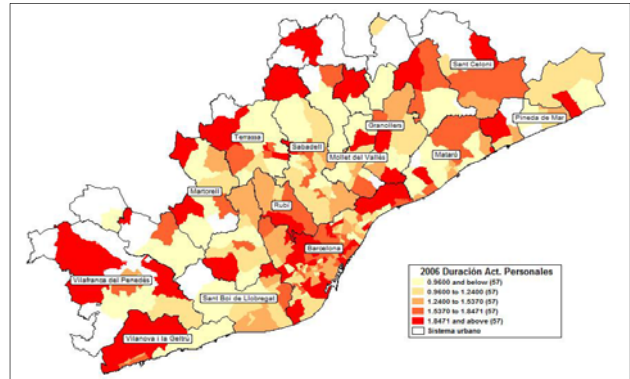 Sant Celoni
Pineda de Mar
Granollers
Terrassa
Sabadell
Mollet del Vallès
Mataró
Martorell
Rubí
Barcelona
Vilafranca del Penedès
Sant Boi de Llobregat
Vilanova i la Geltrú
2006 Duración Act. Personales
0.9600 and below (57)
0.9600 to 1.2400 (57)
1.2400 to 1.5370 (57)
1.5370 to 1.8471 (57)
1.8471 and above (57)
Sistema urbano